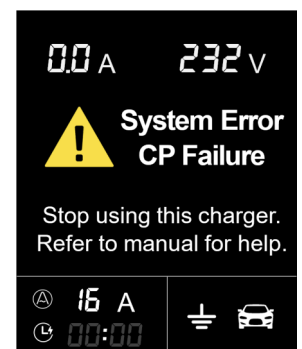 0.0 A 232 V
System Error
CP Failure
Stop using this charger.
Refer to manual for help.
A 16 A
00:00